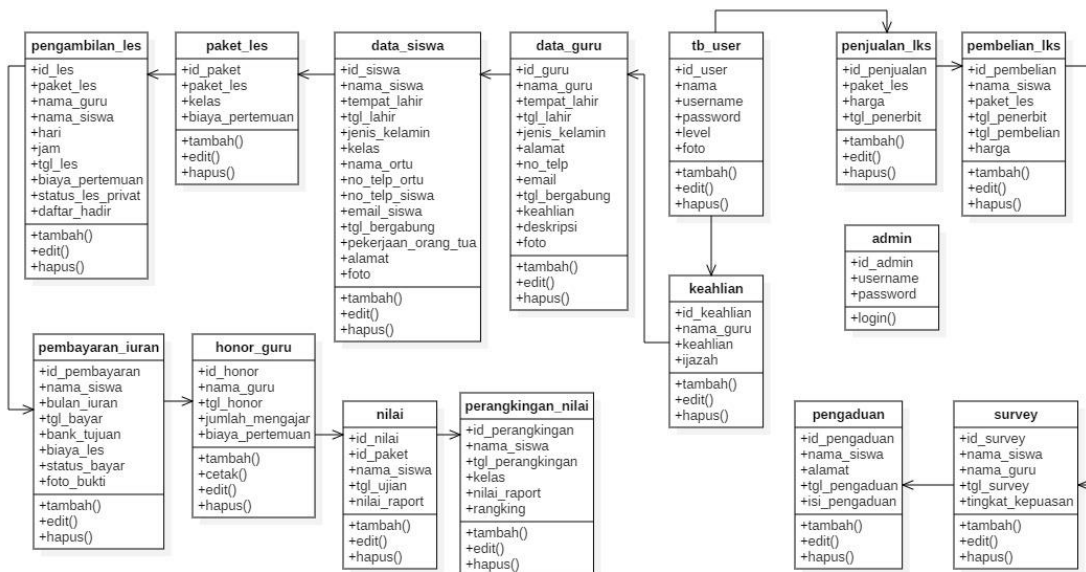 pengambilan_les
+id_les
+paket_les
+nama_guru
+nama_siswa
+hari
+jam
+tgl_les
+biaya_pertemuan
+status_les_privat
+daftar_hadir
+tambah()
+edit()
+hapus()
paket_les
+id_paket
+paket_les
+kelas
+biaya_pertemuan
+tambah()
+edit()
+hapus()
data_siswa
+id_siswa
+nama_siswa
+tempat_lahir
+tgl_lahir
+jenis_kelamin
+kelas
+nama_ortu
+no_telp_ortu
+no_telp_siswa
+email_siswa
+tgl_bergabung
+pekerjaan_orang_tua
+alamat
+foto
+tambah()
+edit()
+hapus()
data_guru
+id_guru
+nama_guru
+tempat_lahir
+tgl_lahir
+jenis_kelamin
+alamat
+no_telp
+email
+tgl_bergabung
+keahlian
+deskripsi
+foto
+tambah()
+edit()
+hapus()
tb_user
+id_user
+nama
+username
+password
+level
+foto
+tambah()
+edit()
+hapus()
penjualan_lks
+id_penjualan
+paket_les
+harga
+tgl_penerbit
+tambah()
+edit()
+hapus()
pembelian_lks
+id_pembelian
+nama_siswa
+paket_les
+tgl_penerbit
+tgl_pembelian
+harga
+tambah()
+edit()
+hapus()
admin
+id_admin
+username
+password
+login()
keahlian
+id_keahlian
+nama_guru
+keahlian
+ijazah
+tambah()
+edit()
+hapus()
pembayaran_iuran
+id_pembayaran
+nama_siswa
+bulan_iuran
+tgl_bayar
+bank_tujuan
+biaya_les
+status_bayar
+foto_bukti
+tambah()
+edit()
+hapus()
honor_guru
+id_honor
+nama_guru
+tgl_honor
+jumlah_mengajar
+biaya_pertemuan
+tambah()
+cetak()
+edit()
+hapus()
nilai
+id_nilai
+id_paket
+nama_siswa
+tgl_ujian
+nilai_raport
+tambah()
+edit()
+hapus()
perangkingan_nilai
+id_perangkingan
+nama_siswa
+tgl_perangkingan
+kelas
+nilai_raport
+rangking
+tambah()
+edit()
+hapus()
pengaduan
+id_pengaduan
+nama_siswa
+alamat
+tgl_pengaduan
+isi_pengaduan
+tambah()
+edit()
+hapus()
survey
+id_survey
+nama_siswa
+nama_guru
+tgl_survey
+tingkat_kepuasan
+tambah()
+edit()
+hapus()